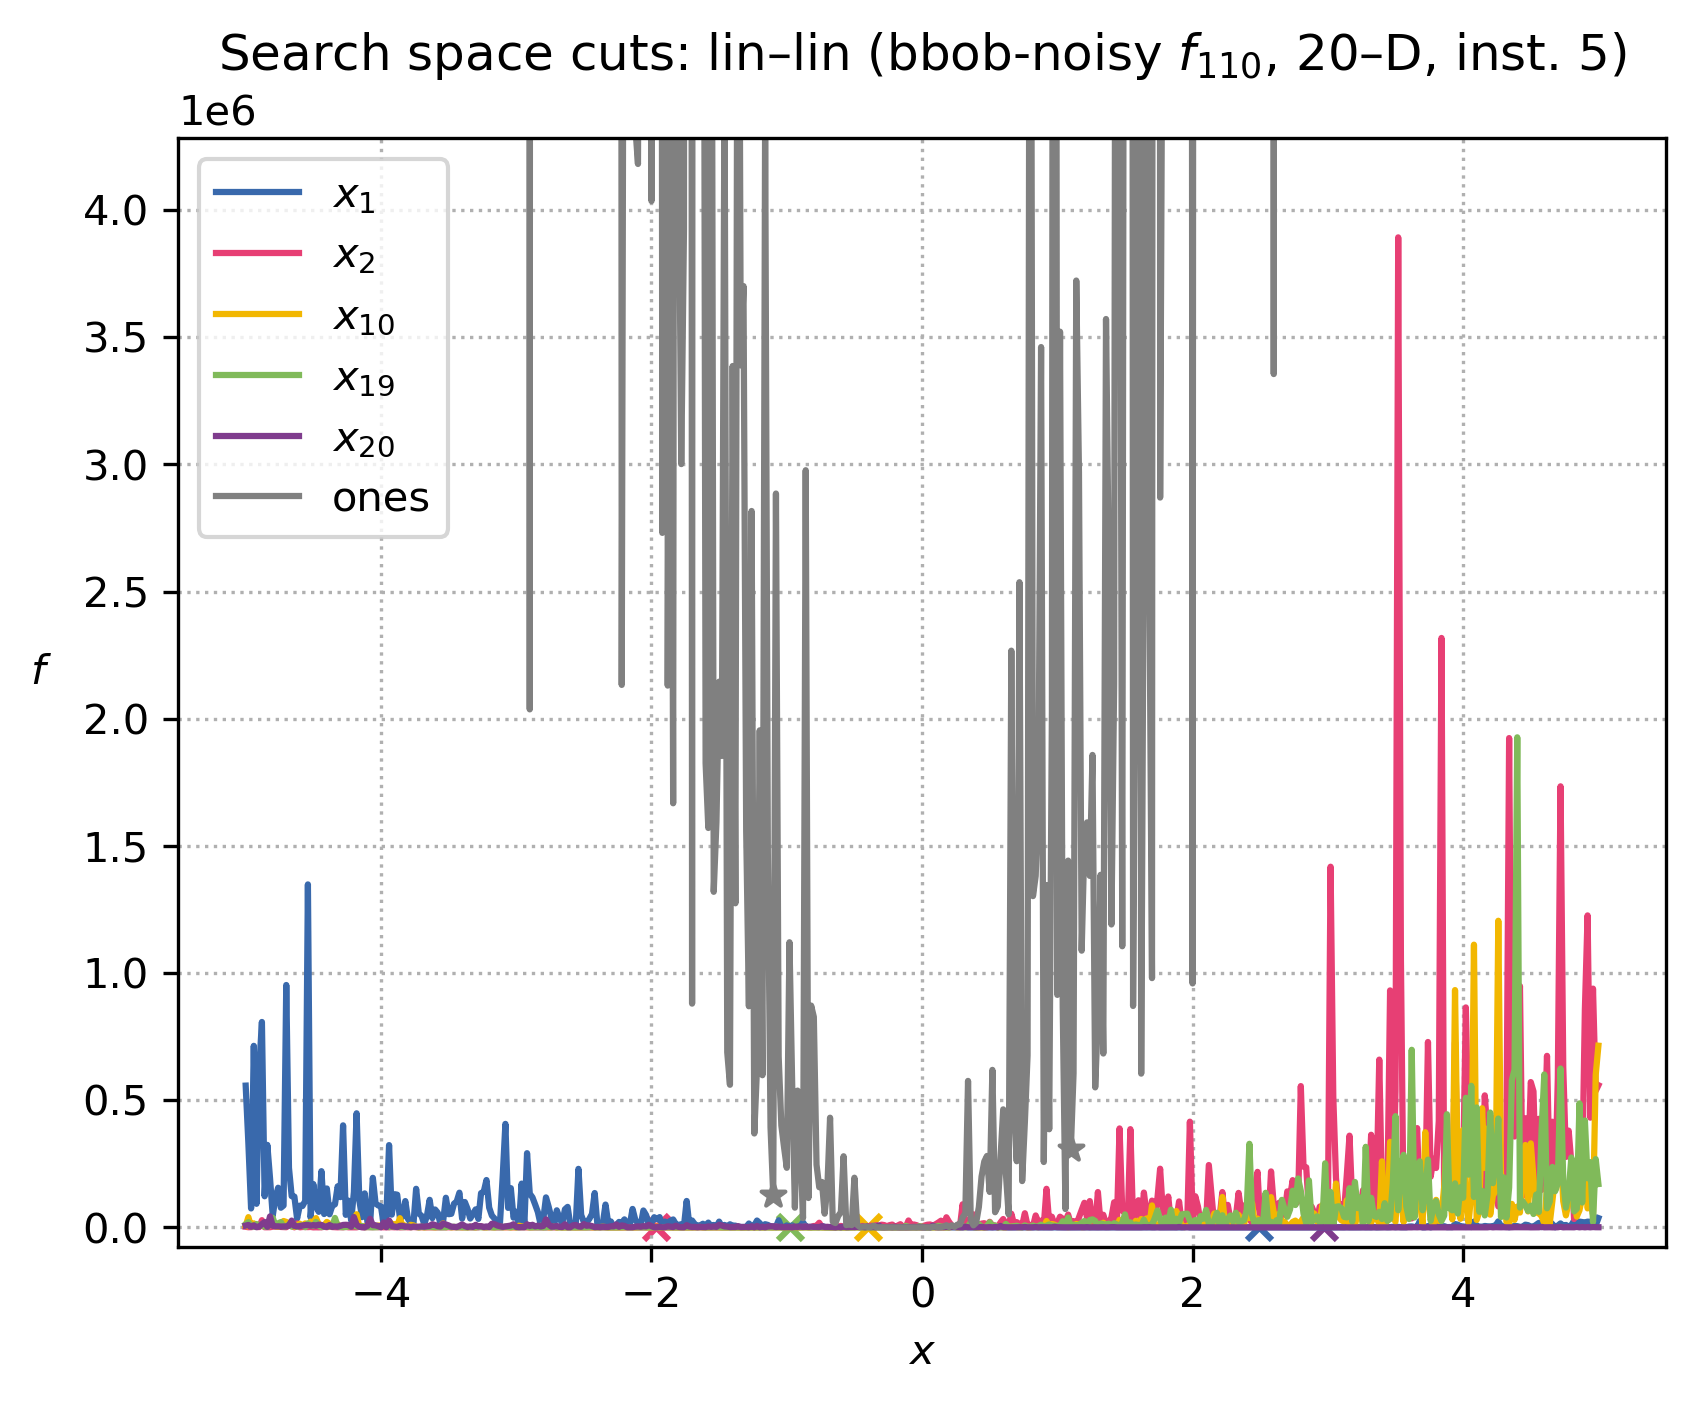 Search space cuts: lin–lin (bbob-noisy f₁₁₀, 20–D, inst. 5)
1e6
x₁
x₂
x₁₀
x₁₉
x₂₀
ones
4.0
3.5
3.0
2.5
2.0
1.5
1.0
0.5
0.0
f
−4
−2
0
2
4
x